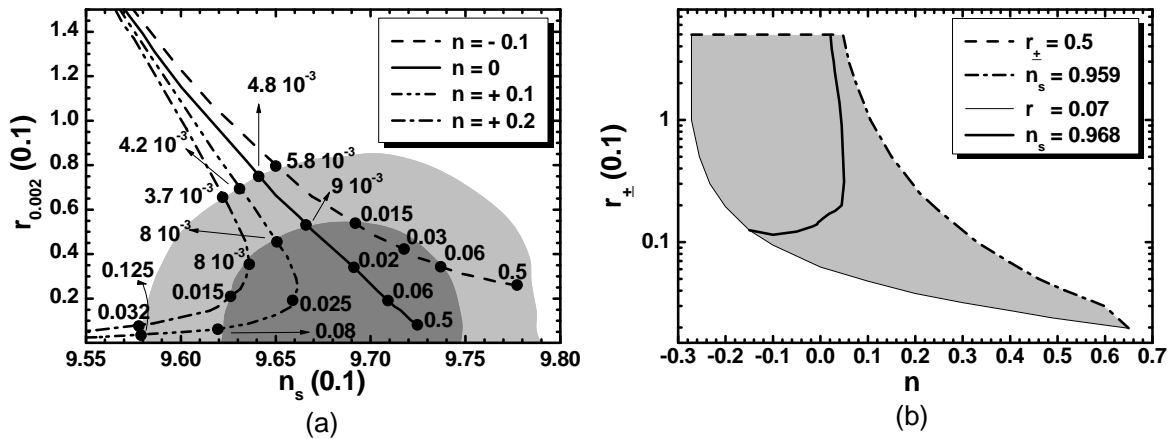 1.5
1.2
1.0
0.8
0.6
0.4
0.2
r0.002 (0.1)
9.55 9.60 9.65 9.70 9.75 9.80
ns (0.1)
n = - 0.1
n = 0
n = + 0.1
n = + 0.2
4.8 10-3
4.2 10-3
5.8 10-3
3.7 10-3
9 10-3
8 10-3
0.015
8 10-3
0.03
0.125
0.02
0.06
0.5
0.015
0.032
0.025
0.06
0.5
0.08
(a)
r± = 0.5
ns = 0.959
r = 0.07
ns = 0.968
1
0.1
r± (0.1)
-0.3 -0.2 -0.1 0.0 0.1 0.2 0.3 0.4 0.5 0.6 0.7
n
(b)